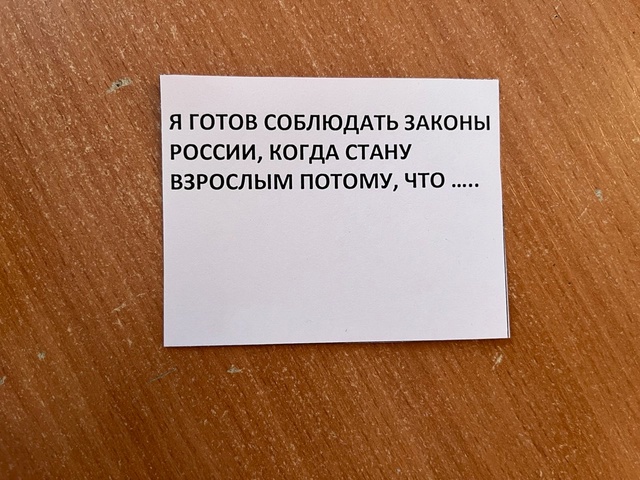 Я ГОТОВ СОБЛЮДАТЬ ЗАКОНЫ
РОССИИ, КОГДА СТАНУ
ВЗРОСЛЫМ ПОТОМУ, ЧТО …..